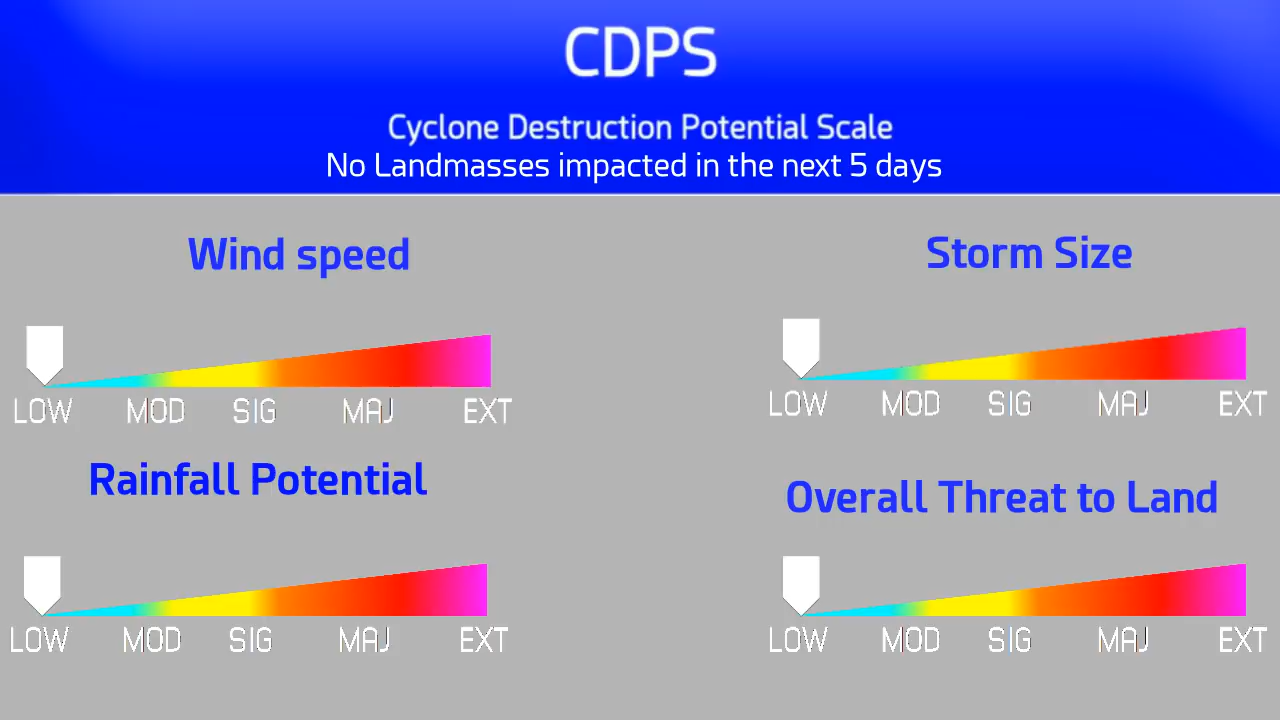 CDPS
Cyclone Destruction Potential Scale
No Landmasses impacted in the next 5 days
Wind speed
LOW MOD SIG MAJ EXT
Storm Size
LOW MOD SIG MAJ EXT
Rainfall Potential
LOW MOD SIG MAJ EXT
Overall Threat to Land
LOW MOD SIG MAJ EXT